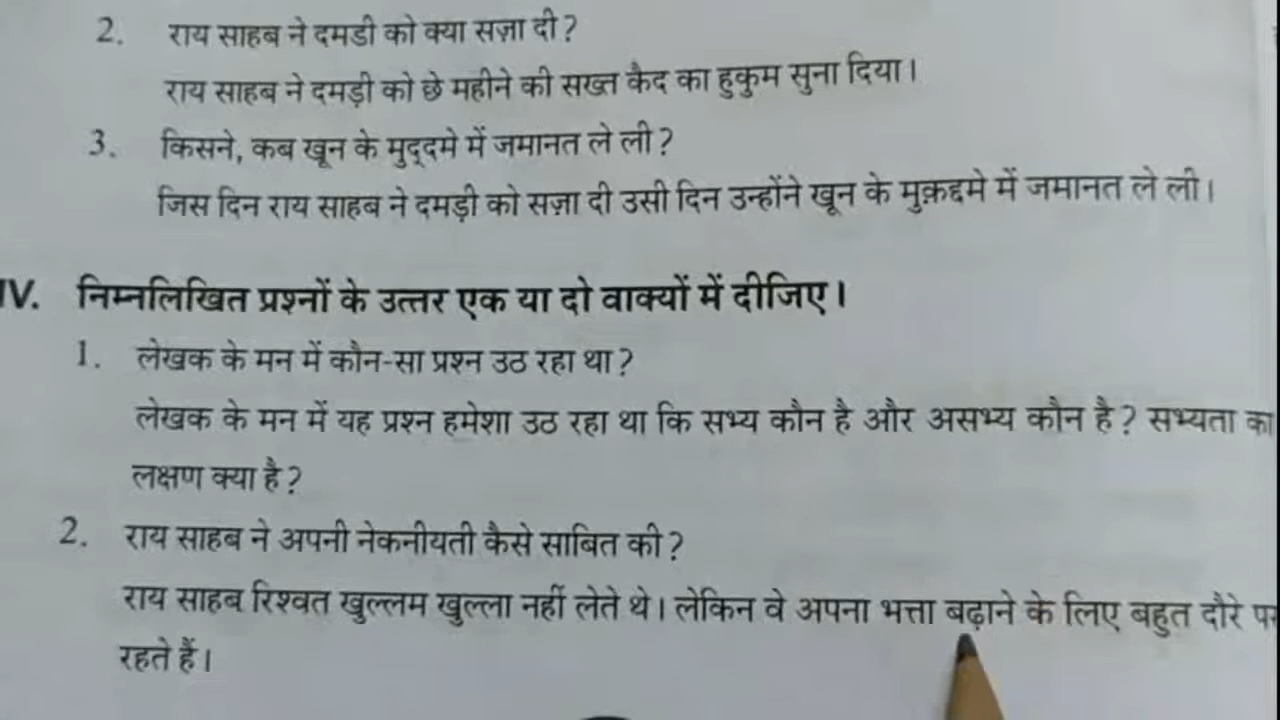 2. राय साहब ने दमडी को क्या सज़ा दी?
राय साहब ने दमड़ी को छे महीने की सख्त कैद का हुकुम सुना दिया।
3. किसने, कब खून के मुद्दमे में जमानत ले ली?
जिस दिन राय साहब ने दमड़ी को सज़ा दी उसी दिन उन्होंने खून के मुक़द्दमे में जमानत ले ली।
IV. निम्नलिखित प्रश्नों के उत्तर एक या दो वाक्यों में दीजिए।
1. लेखक के मन में कौन-सा प्रश्न उठ रहा था?
लेखक के मन में यह प्रश्न हमेशा उठ रहा था कि सभ्य कौन है और असभ्य कौन है? सभ्यता का
लक्षण क्या है?
2. राय साहब ने अपनी नेकनीयती कैसे साबित की?
राय साहब रिश्वत खुल्लम खुल्ला नहीं लेते थे। लेकिन वे अपना भत्ता बढ़ाने के लिए बहुत दौरे पर
रहते हैं।